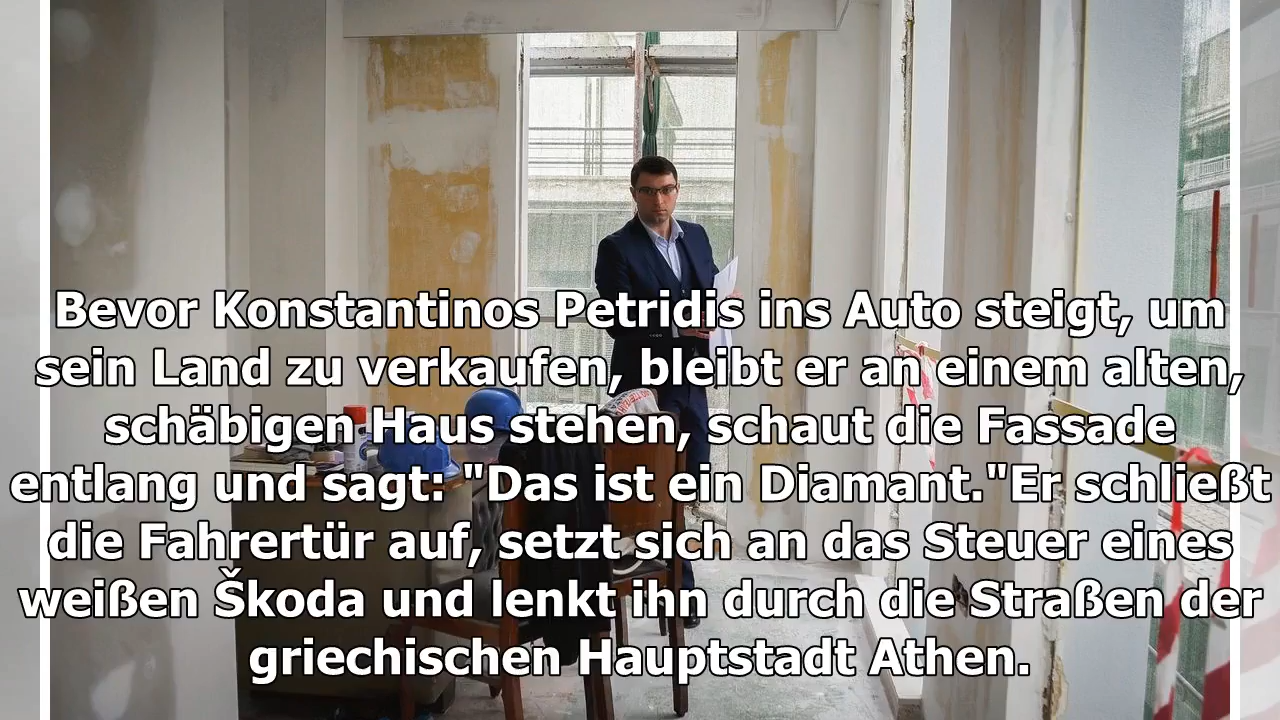 Bevor Konstantinos Petridis ins Auto steigt, um
sein Land zu verkaufen, bleibt er an einem alten,
schäbigen Haus stehen, schaut die Fassade
entlang und sagt: "Das ist ein Diamant."Er schließt
die Fahrertür auf, setzt sich an das Steuer eines
weißen Škoda und lenkt ihn durch die Straßen der
griechischen Hauptstadt Athen.